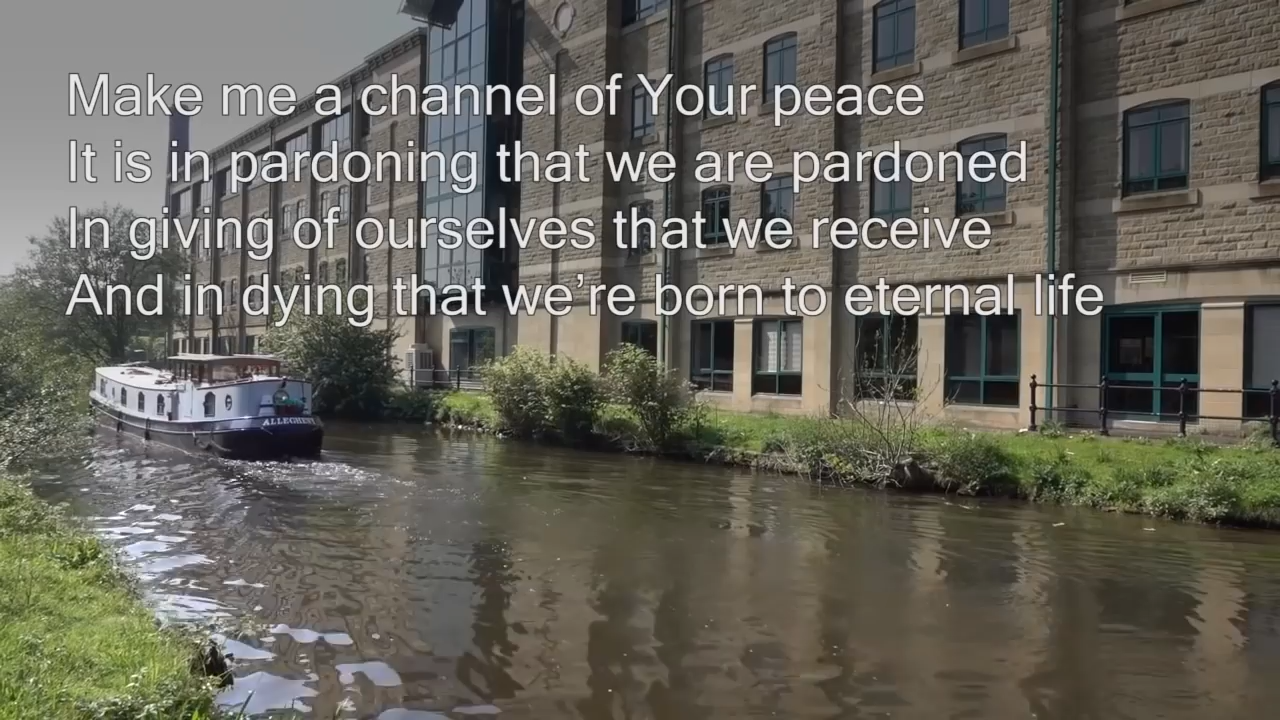 Make me a channel of Your peace
It is in pardoning that we are pardoned
In giving of ourselves that we receive
And in dying that we’re born to eternal life